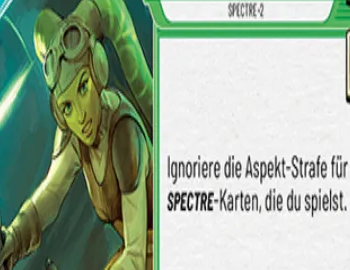 SPECTRE-2
Ignoriere die Aspekt-Strafe für
SPECTRE-Karten, die du spielst.